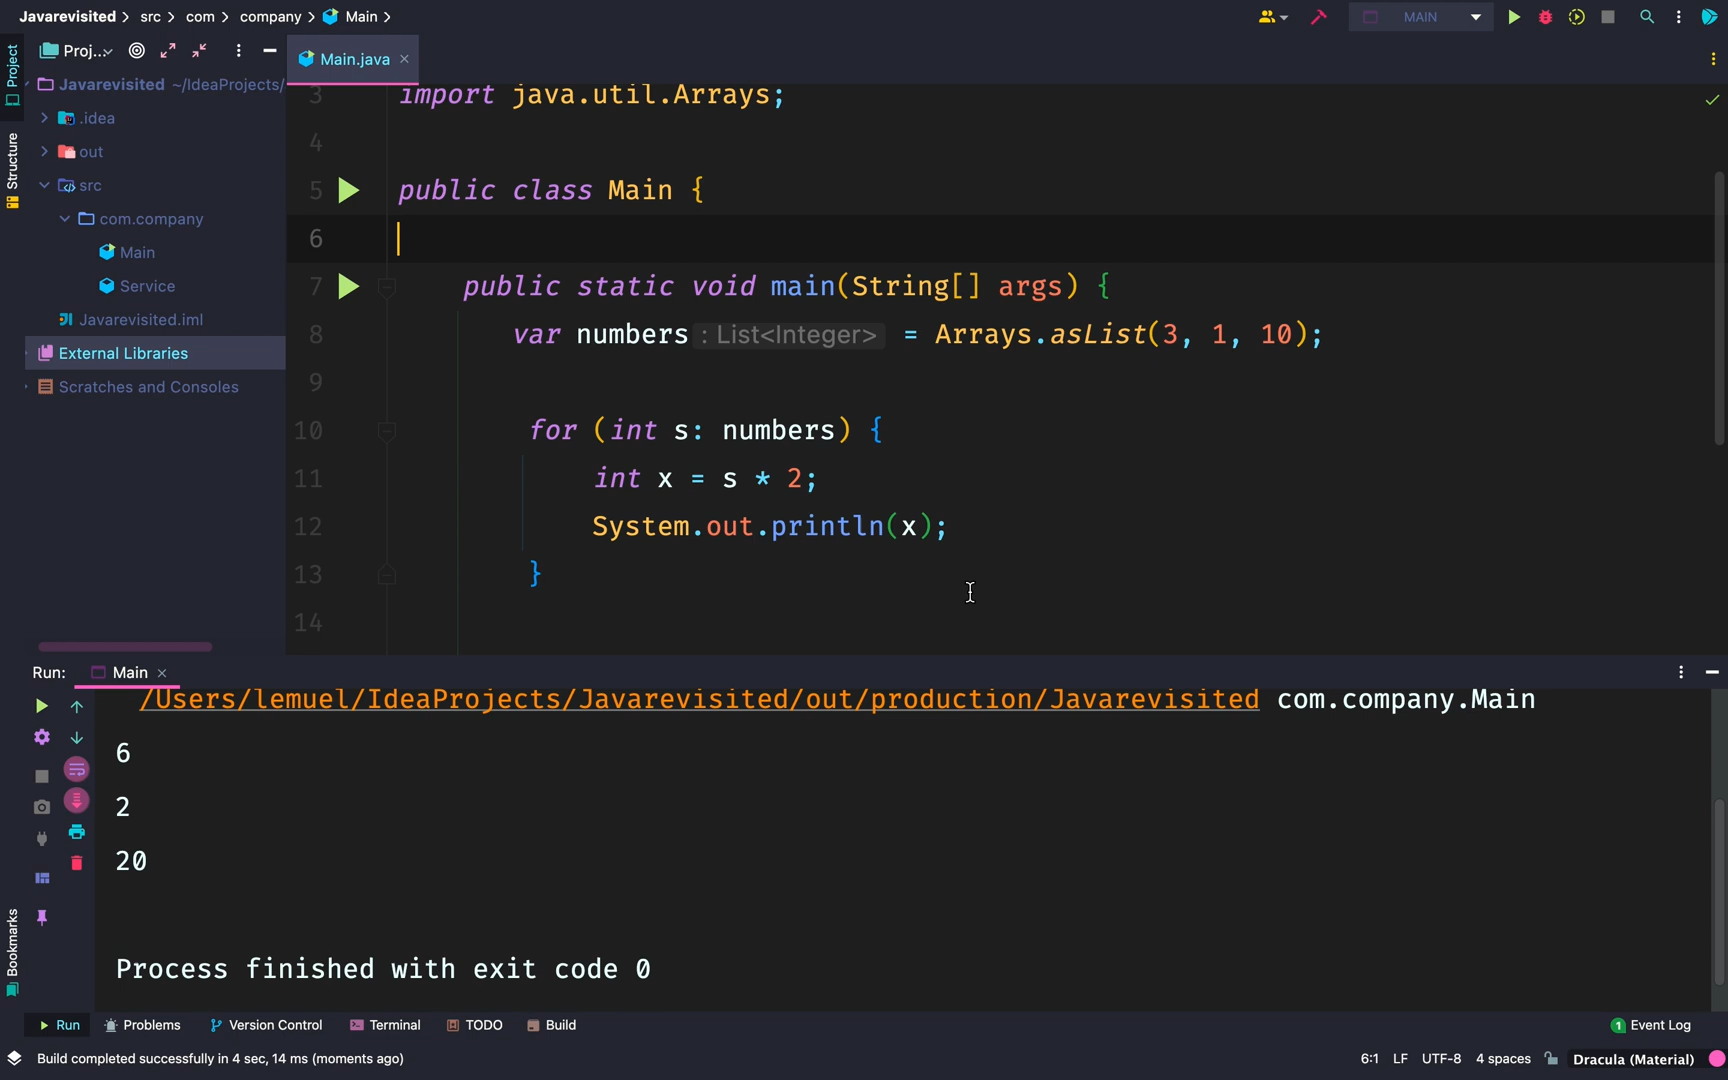 Javarevisited > src > com > company > Main >
MAIN
Project
Proj...
Main.java ×
Javarevisited ~/IdeaProjects/
.idea
out
src
com.company
Main
Service
Javarevisited.iml
External Libraries
Scratches and Consoles
Structure
3 import java.util.Arrays;
4
5 public class Main {
6
7 public static void main(String[] args) {
8 var numbers : List<Integer> = Arrays.asList(3, 1, 10);
9
10 for (int s: numbers) {
11 int x = s * 2;
12 System.out.println(x);
13 }
14
Run: Main ×
/Users/lemuel/IdeaProjects/Javarevisited/out/production/Javarevisited com.company.Main
6
2
20
Process finished with exit code 0
Bookmarks
Run Problems Version Control Terminal TODO Build 1 Event Log
Build completed successfully in 4 sec, 14 ms (moments ago) 6:1 LF UTF-8 4 spaces Dracula (Material)